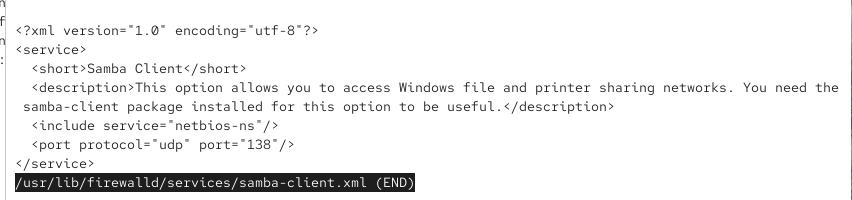 <?xml version="1.0" encoding="utf-8"?>
<service>
  <short>Samba Client</short>
  <description>This option allows you to access Windows file and printer sharing networks. You need the
 samba-client package installed for this option to be useful.</description>
  <include service="netbios-ns"/>
  <port protocol="udp" port="138"/>
</service>
/usr/lib/firewalld/services/samba-client.xml (END)